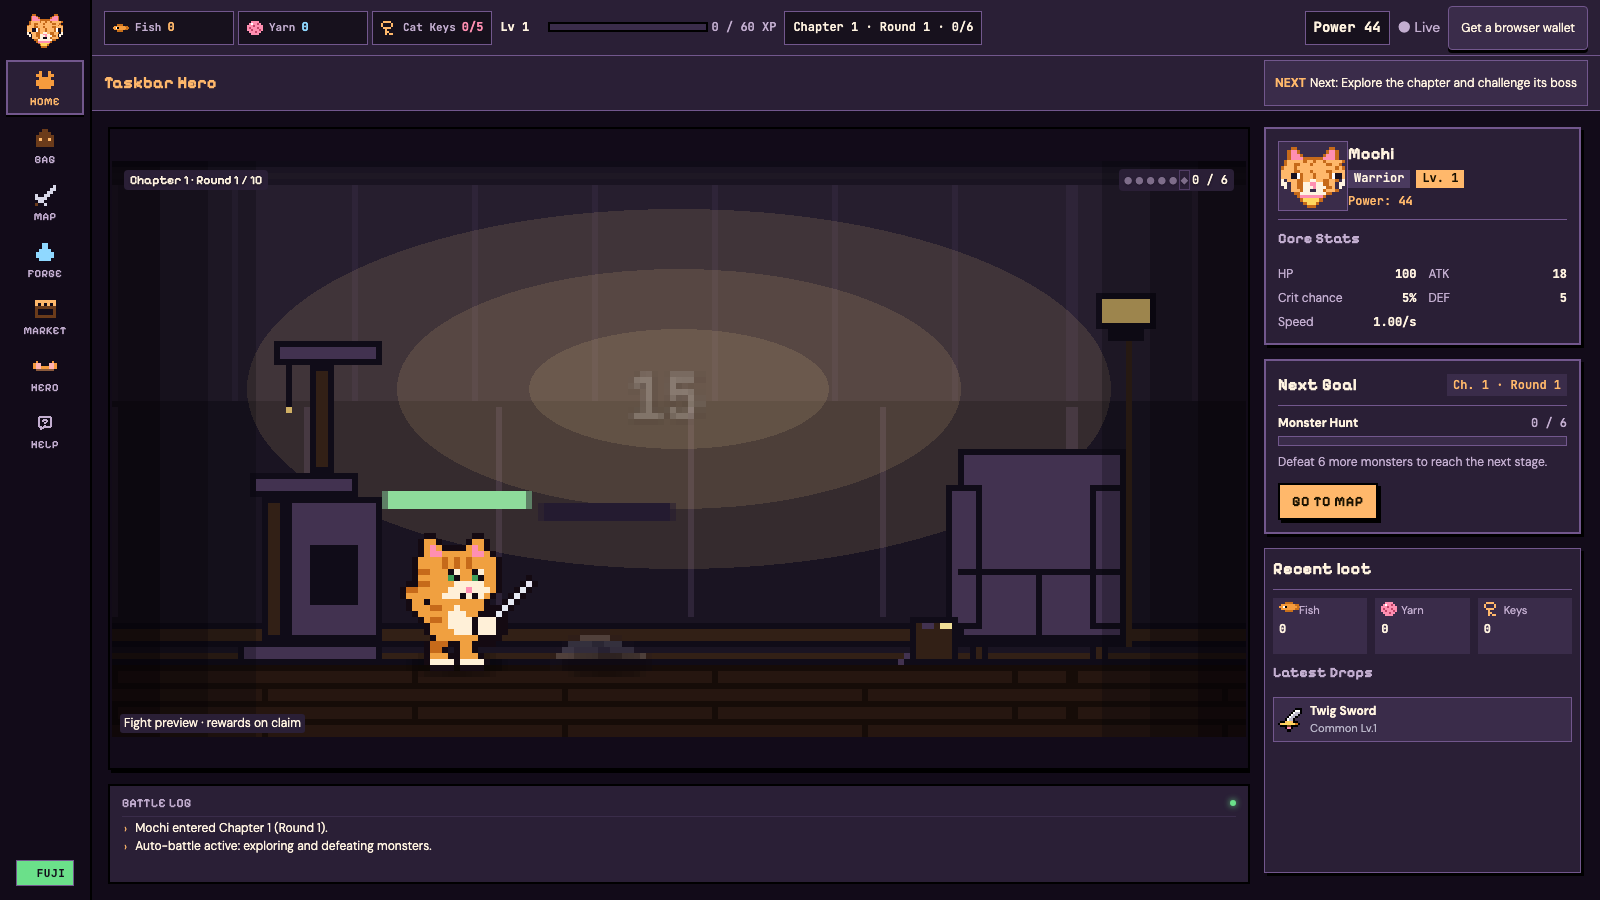 Fish 0
Yarn 0
Cat Keys 0/5
Lv 1
0 / 60 XP
Chapter 1 · Round 1 · 0/6
Power 44
Live
Get a browser wallet
Taskbar Hero
NEXT Next: Explore the chapter and challenge its boss
HOME
BAG
MAP
FORGE
MARKET
HERO
HELP
FUJI
Chapter 1 · Round 1 / 10
0 / 6
15
Fight preview · rewards on claim
BATTLE LOG
› Mochi entered Chapter 1 (Round 1).
› Auto-battle active: exploring and defeating monsters.
Mochi
Warrior Lv. 1
Power: 44
Core Stats
HP 100 ATK 18
Crit chance 5% DEF 5
Speed 1.00/s
Next Goal
Ch. 1 · Round 1
Monster Hunt 0 / 6
Defeat 6 more monsters to reach the next stage.
GO TO MAP
Recent loot
Fish Yarn Keys
0 0 0
Latest Drops
Twig Sword
Common Lv.1